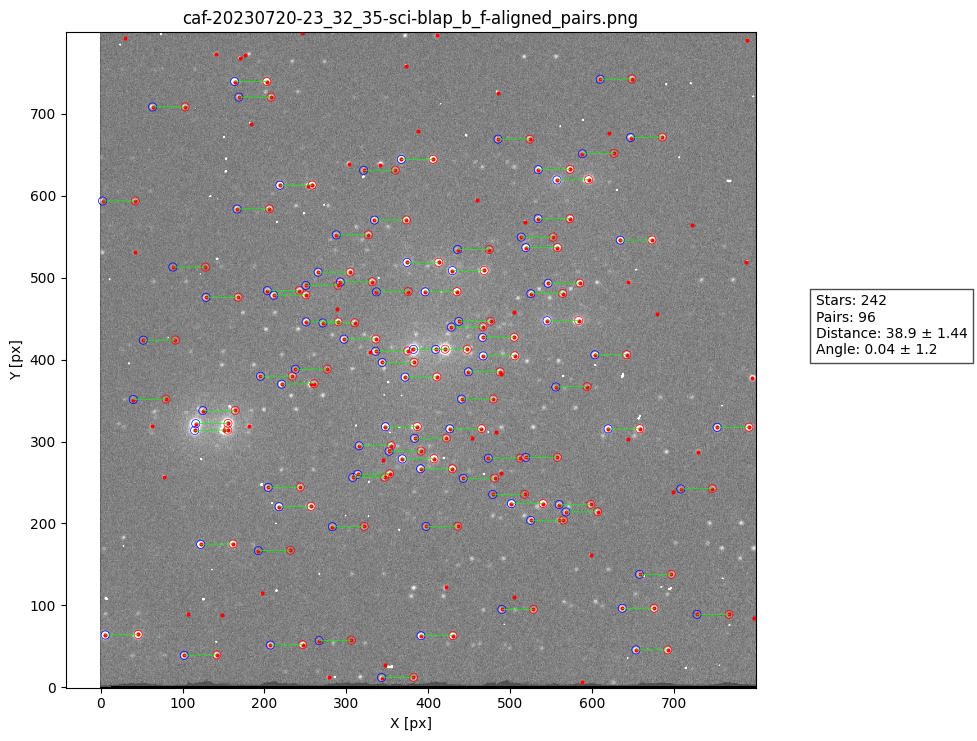 caf-20230720-23_32_35-sci-blap_b_f-aligned_pairs.png
700
600
500
400
300
200
100
0
Y [px]
0 100 200 300 400 500 600 700
X [px]
Stars: 242
Pairs: 96
Distance: 38.9 ± 1.44
Angle: 0.04 ± 1.2